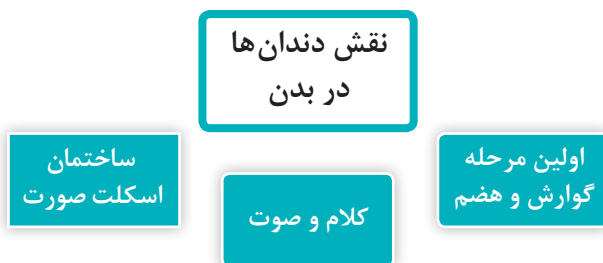 نقش دندان‌ها
در بدن
اولین مرحله
گوارش و هضم
کلام و صوت
ساختمان
اسکلت صورت